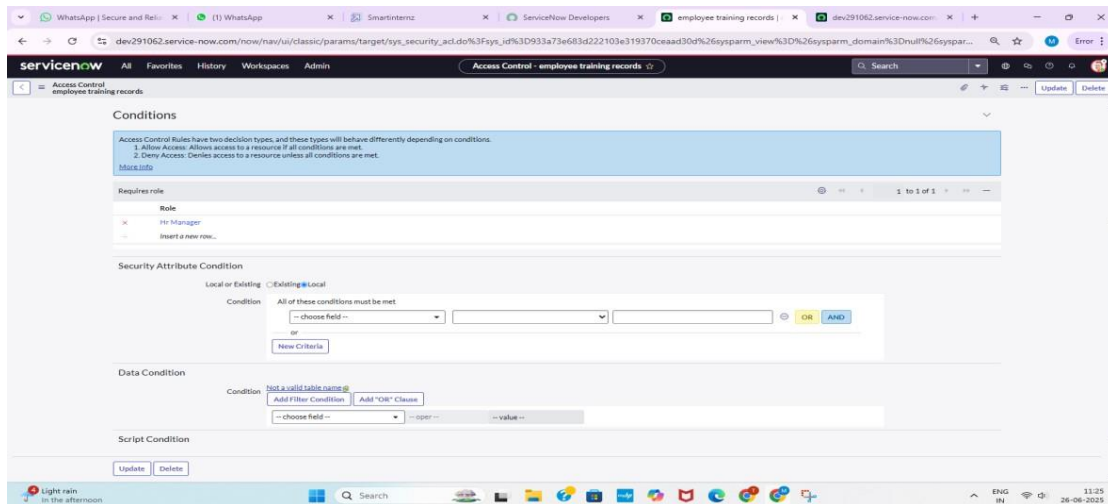 WhatsApp | Secure and Relia
(1) WhatsApp
Smartinternz
ServiceNow Developers
employee training records |
dev291062.service-now.com
dev291062.service-now.com/now/nav/ui/classic/params/target/sys_security_acl.do%3Fsys_id%3D933a73e683d222103e319370ceaad30d%26sysparm_view%3D%26sysparm_domain%3Dnull%26syspar...
M
Error
servicenow All Favorites History Workspaces Admin
Access Control - employee training records
Search
Access Control
employee training records
Update Delete
Conditions
Access Control Rules have two decision types, and these types will behave differently depending on conditions.
1. Allow Access: Allows access to a resource if all conditions are met.
2. Deny Access: Denies access to a resource unless all conditions are met.
More Info
Requires role 1 to 1 of 1
Role
Hr Manager
Insert a new row...
Security Attribute Condition
Local or Existing Existing Local
Condition All of these conditions must be met
-- choose field -- OR AND
or
New Criteria
Data Condition
Condition Not a valid table name
Add Filter Condition Add "OR" Clause
-- choose field -- -- oper -- -- value --
Script Condition
Update Delete
4
Light rain
In the afternoon
Search
ENG
IN
11:25
26-06-2025